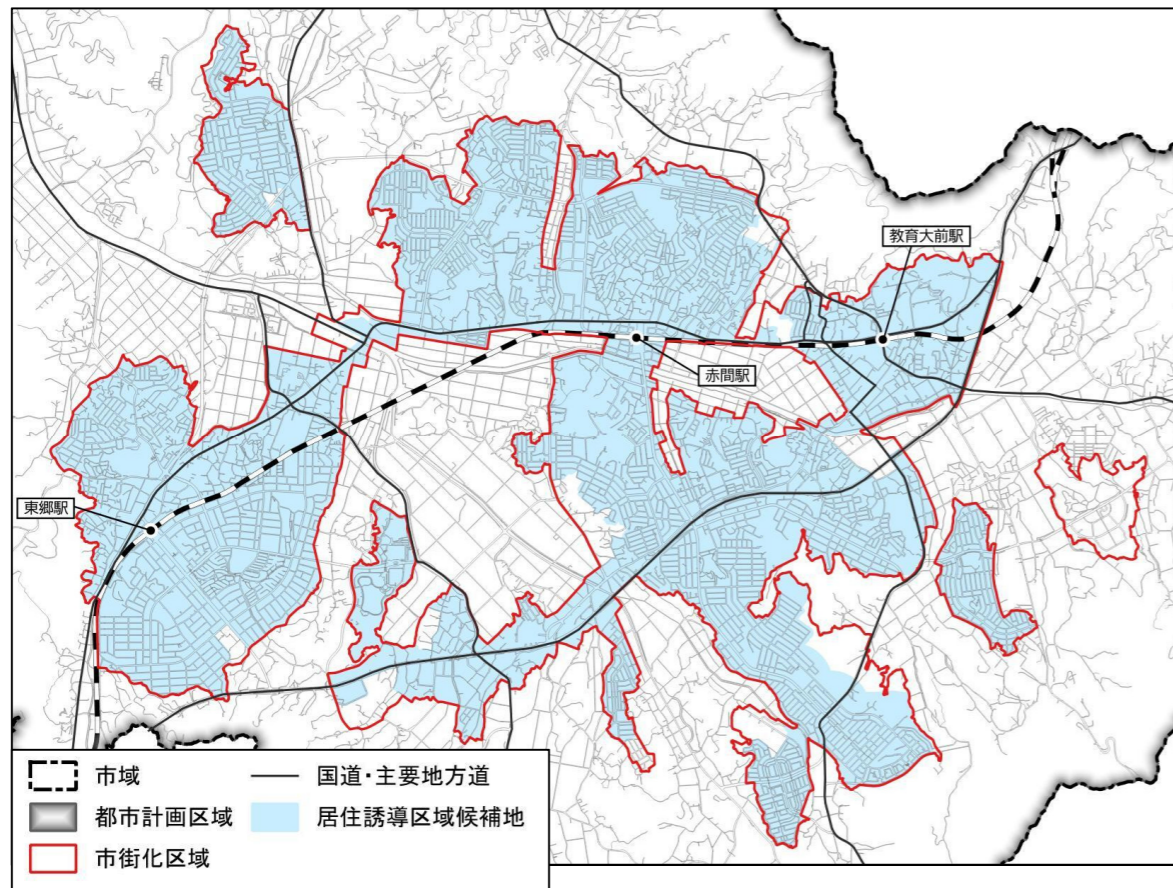 教育大前駅
赤間駅
東郷駅
市域
国道・主要地方道
都市計画区域
居住誘導区域候補地
市街化区域